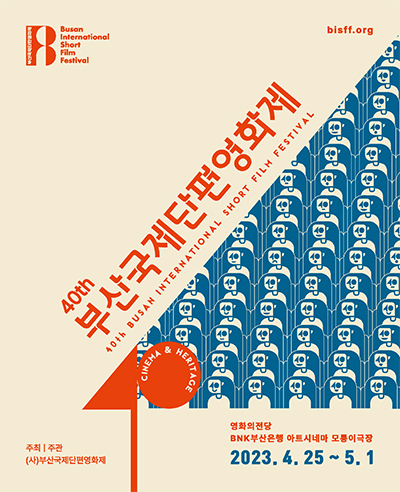 Busan
International
Short
Film
Festival
bisff.org
40th
부산국제단편영화제
40th BUSAN INTERNATIONAL SHORT FILM FESTIVAL
CINEMA & HERITAGE
주최 | 주관
(사)부산국제단편영화제
영화의전당
BNK부산은행 아트시네마 모퉁이극장
2023. 4. 25 ~ 5. 1